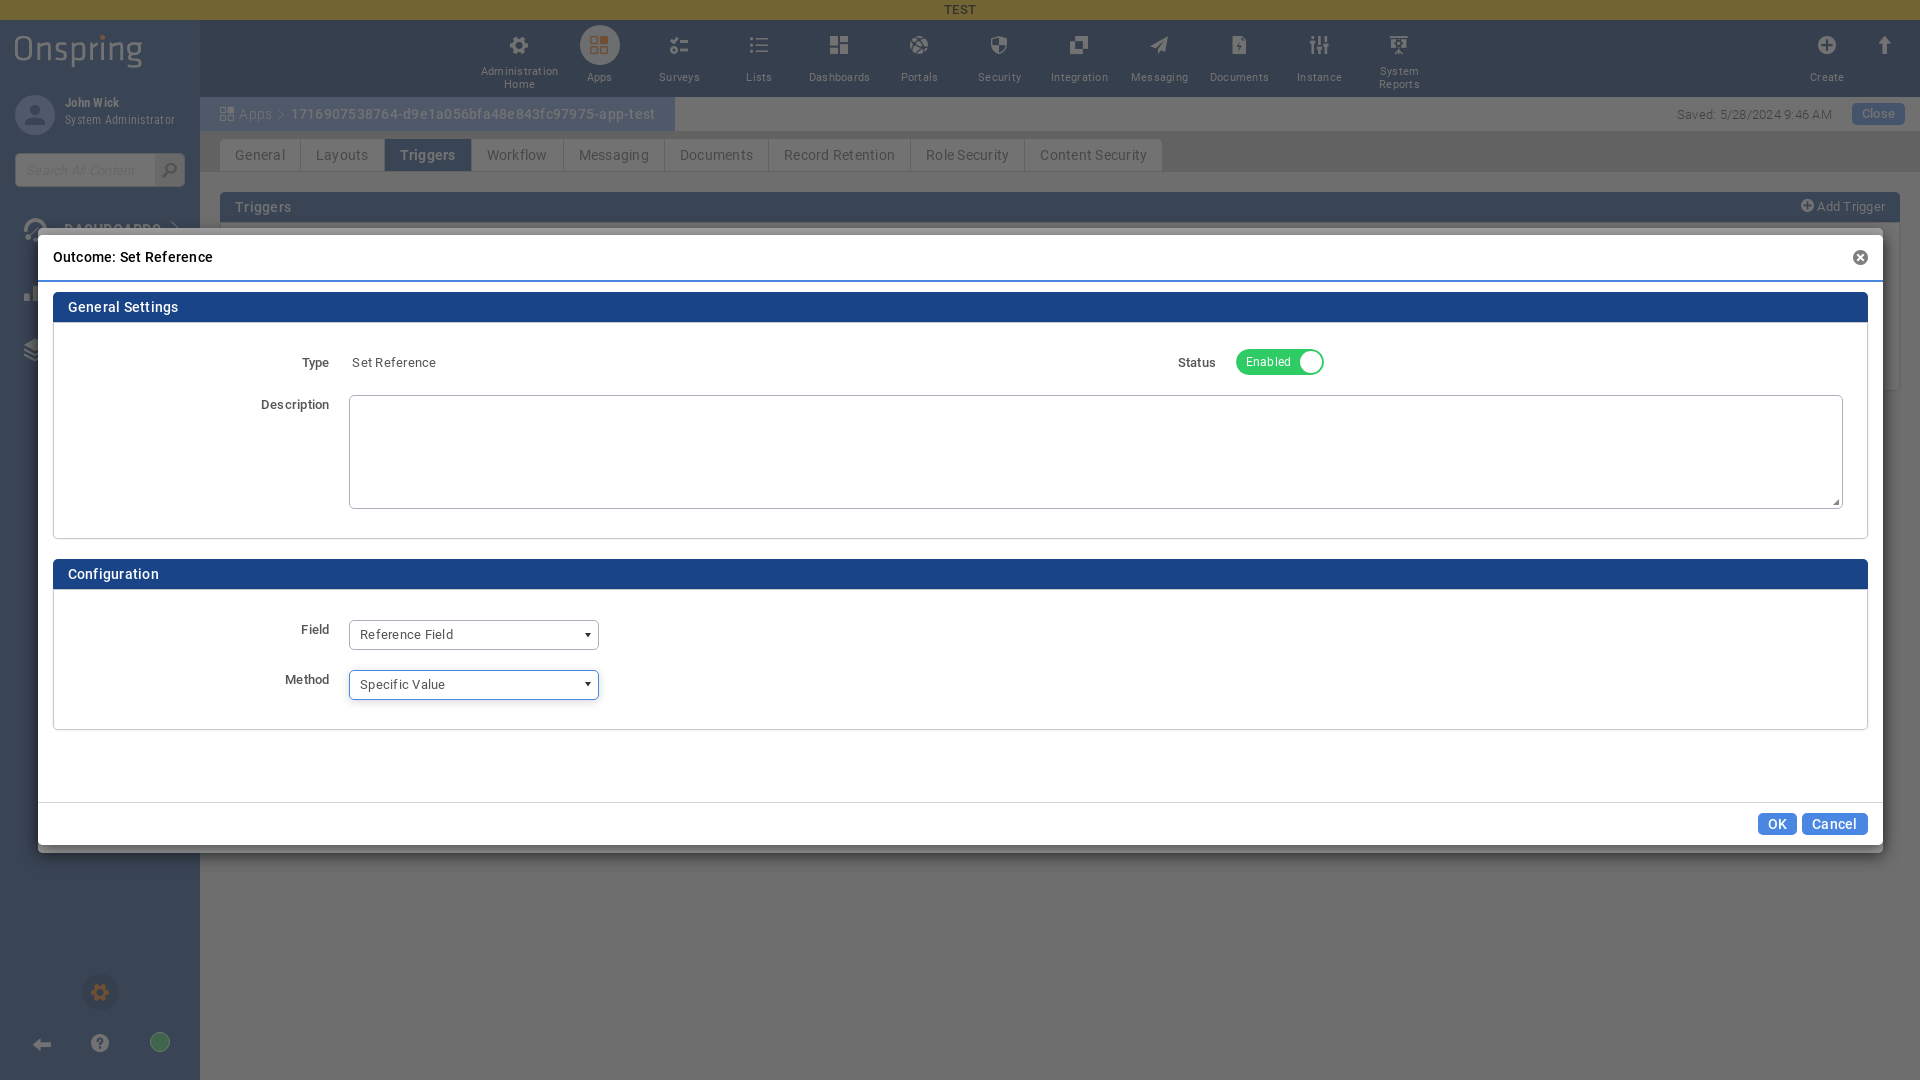 TEST
Onspring
John Wick
System Administrator
Search All Content
DASHBOARDS
Administration
Home
Apps
Surveys
Lists
Dashboards
Portals
Security
Integration
Messaging
Documents
Instance
System
Reports
Create
Apps
1716907538764-d9e1a056bfa48e843fc97975-app-test
Saved: 5/28/2024 9:46 AM
Close
General
Layouts
Triggers
Workflow
Messaging
Documents
Record Retention
Role Security
Content Security
Triggers
Add Trigger
Outcome: Set Reference
General Settings
Type
Set Reference
Status
Enabled
Description
Configuration
Field
Reference Field
Method
Specific Value
OK
Cancel